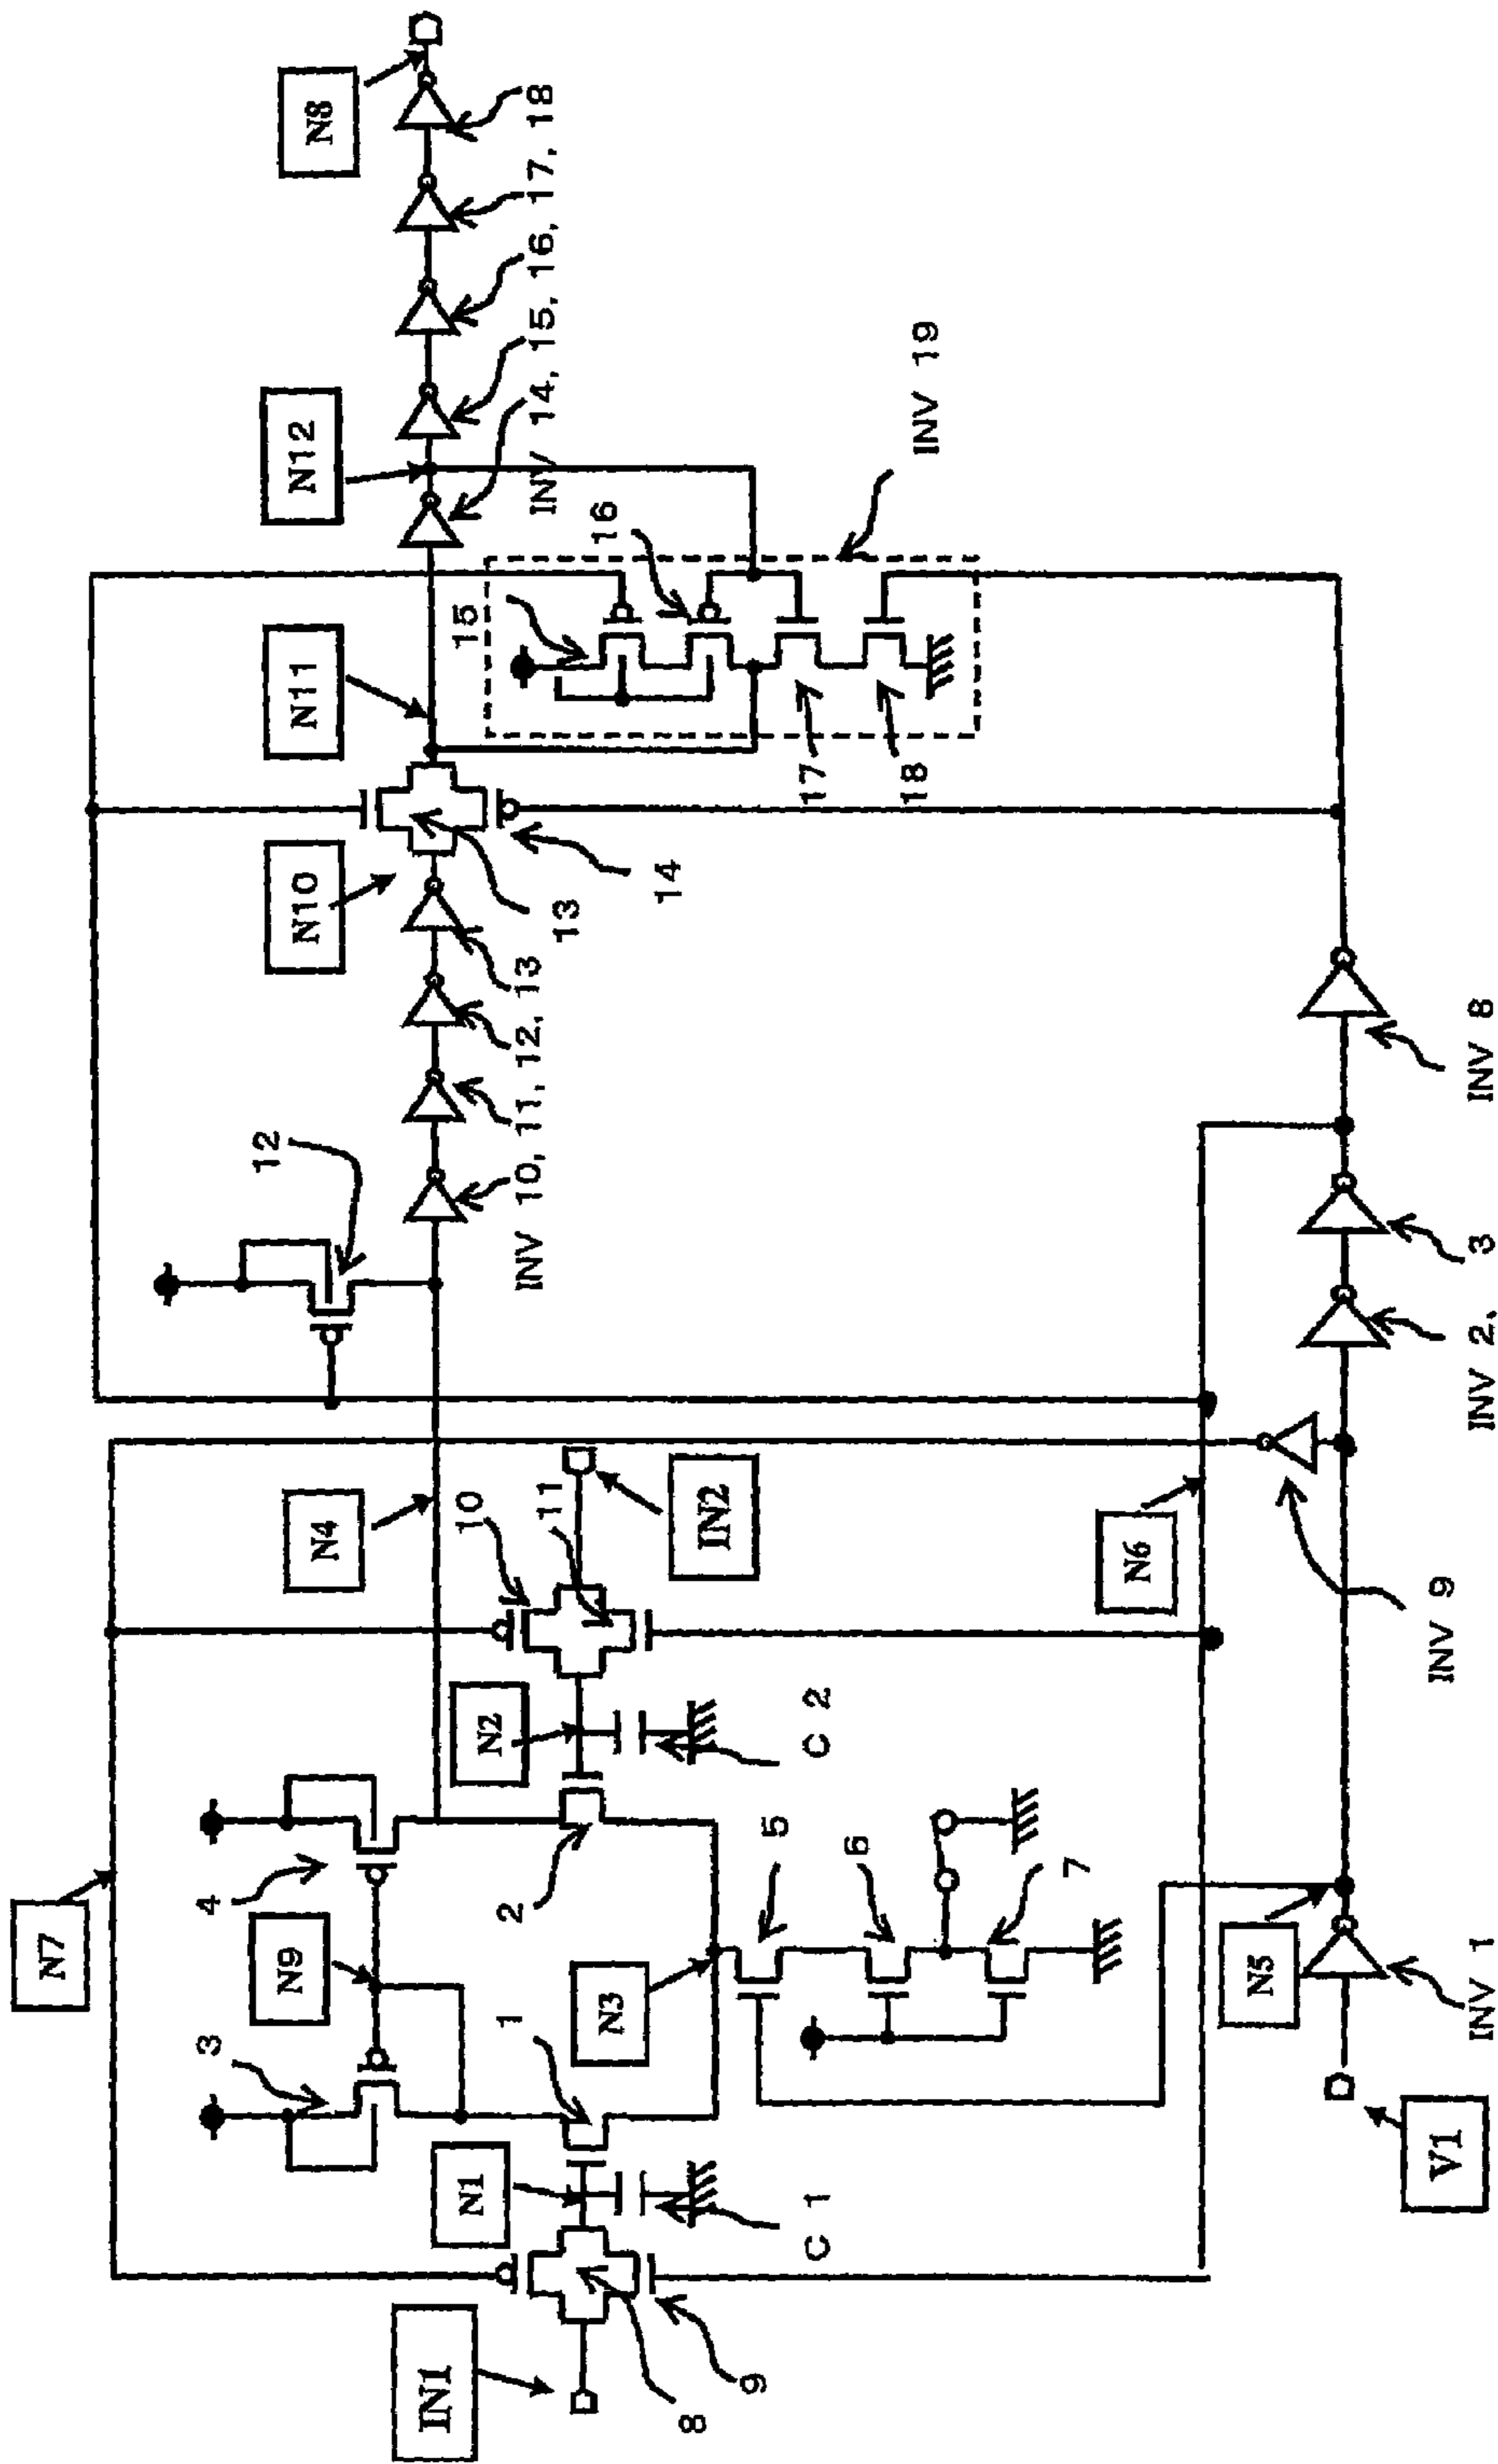 N7
N4
12
INV 10, 11, 12, 13
N10
13
14
N11
15
16
N12
INV 14, 15, 16, 17, 18
N8
17
18
INV 19
3
4
N9
10
11
IN2
N2
C 2
2
1
N1
C 1
IN1
8
9
N3
5
6
7
N6
V1
INV 1
N5
INV 9
INV 2,
3
INV 8